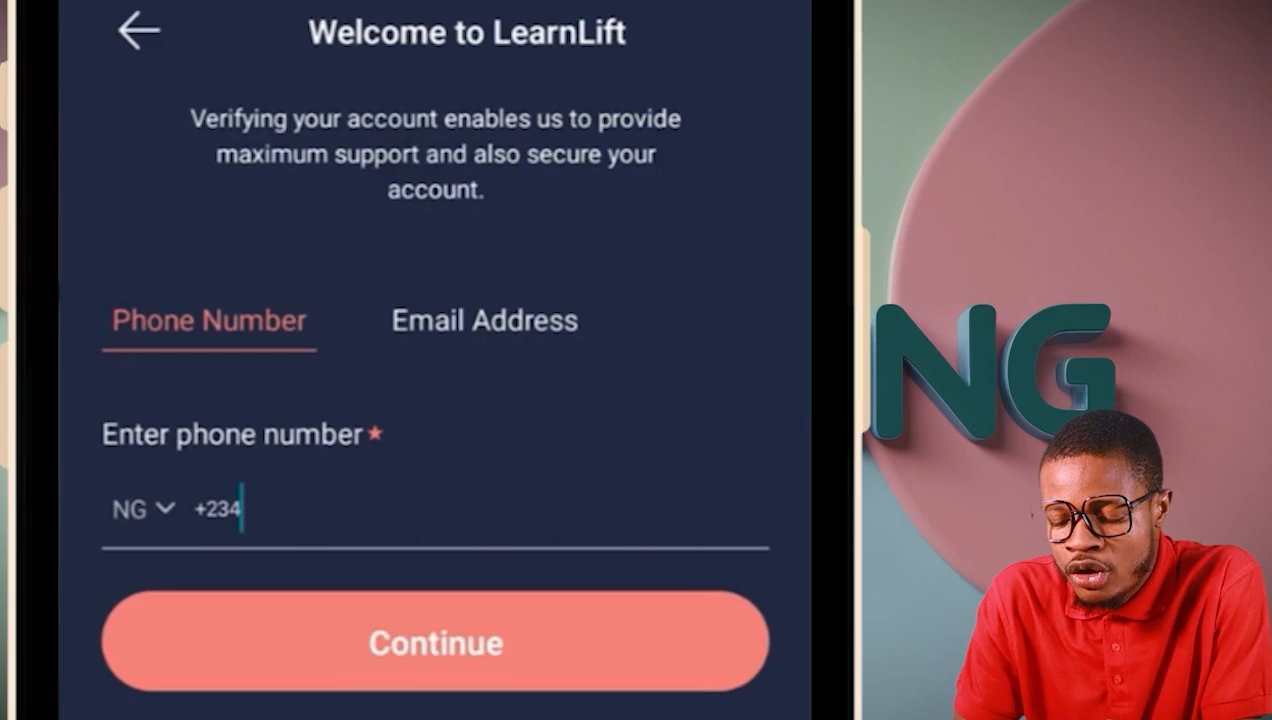 Welcome to LearnLift
Verifying your account enables us to provide
maximum support and also secure your
account.
Phone Number Email Address
Enter phone number*
NG +234
Continue
NG